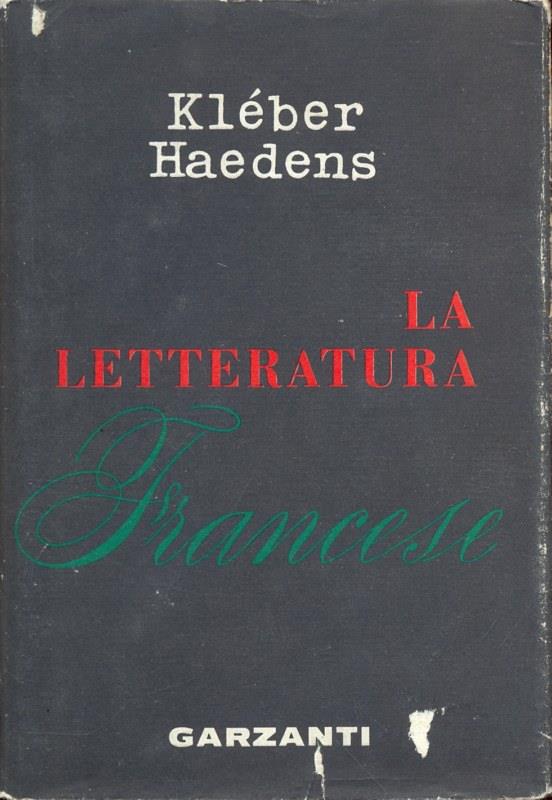 Kléber
Haedens
LA
LETTERATURA
Francese
GARZANTI